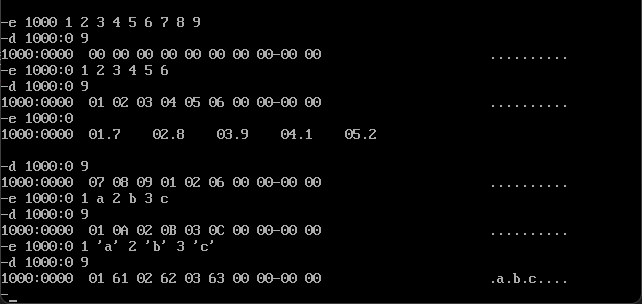 -e 1000 1 2 3 4 5 6 7 8 9
-d 1000:0 9
1000:0000  00 00 00 00 00 00 00 00-00 00                     ..........
-e 1000:0 1 2 3 4 5 6
-d 1000:0 9
1000:0000  01 02 03 04 05 06 00 00-00 00                     ..........
-e 1000:0
1000:0000  01.7    02.8    03.9    04.1    05.2
-d 1000:0 9
1000:0000  07 08 09 01 02 06 00 00-00 00                     ..........
-e 1000:0 1 a 2 b 3 c
-d 1000:0 9
1000:0000  01 0A 02 0B 03 0C 00 00-00 00                     ..........
-e 1000:0 1 'a' 2 'b' 3 'c'
-d 1000:0 9
1000:0000  01 61 02 62 03 63 00 00-00 00                     .a.b.c....
-_